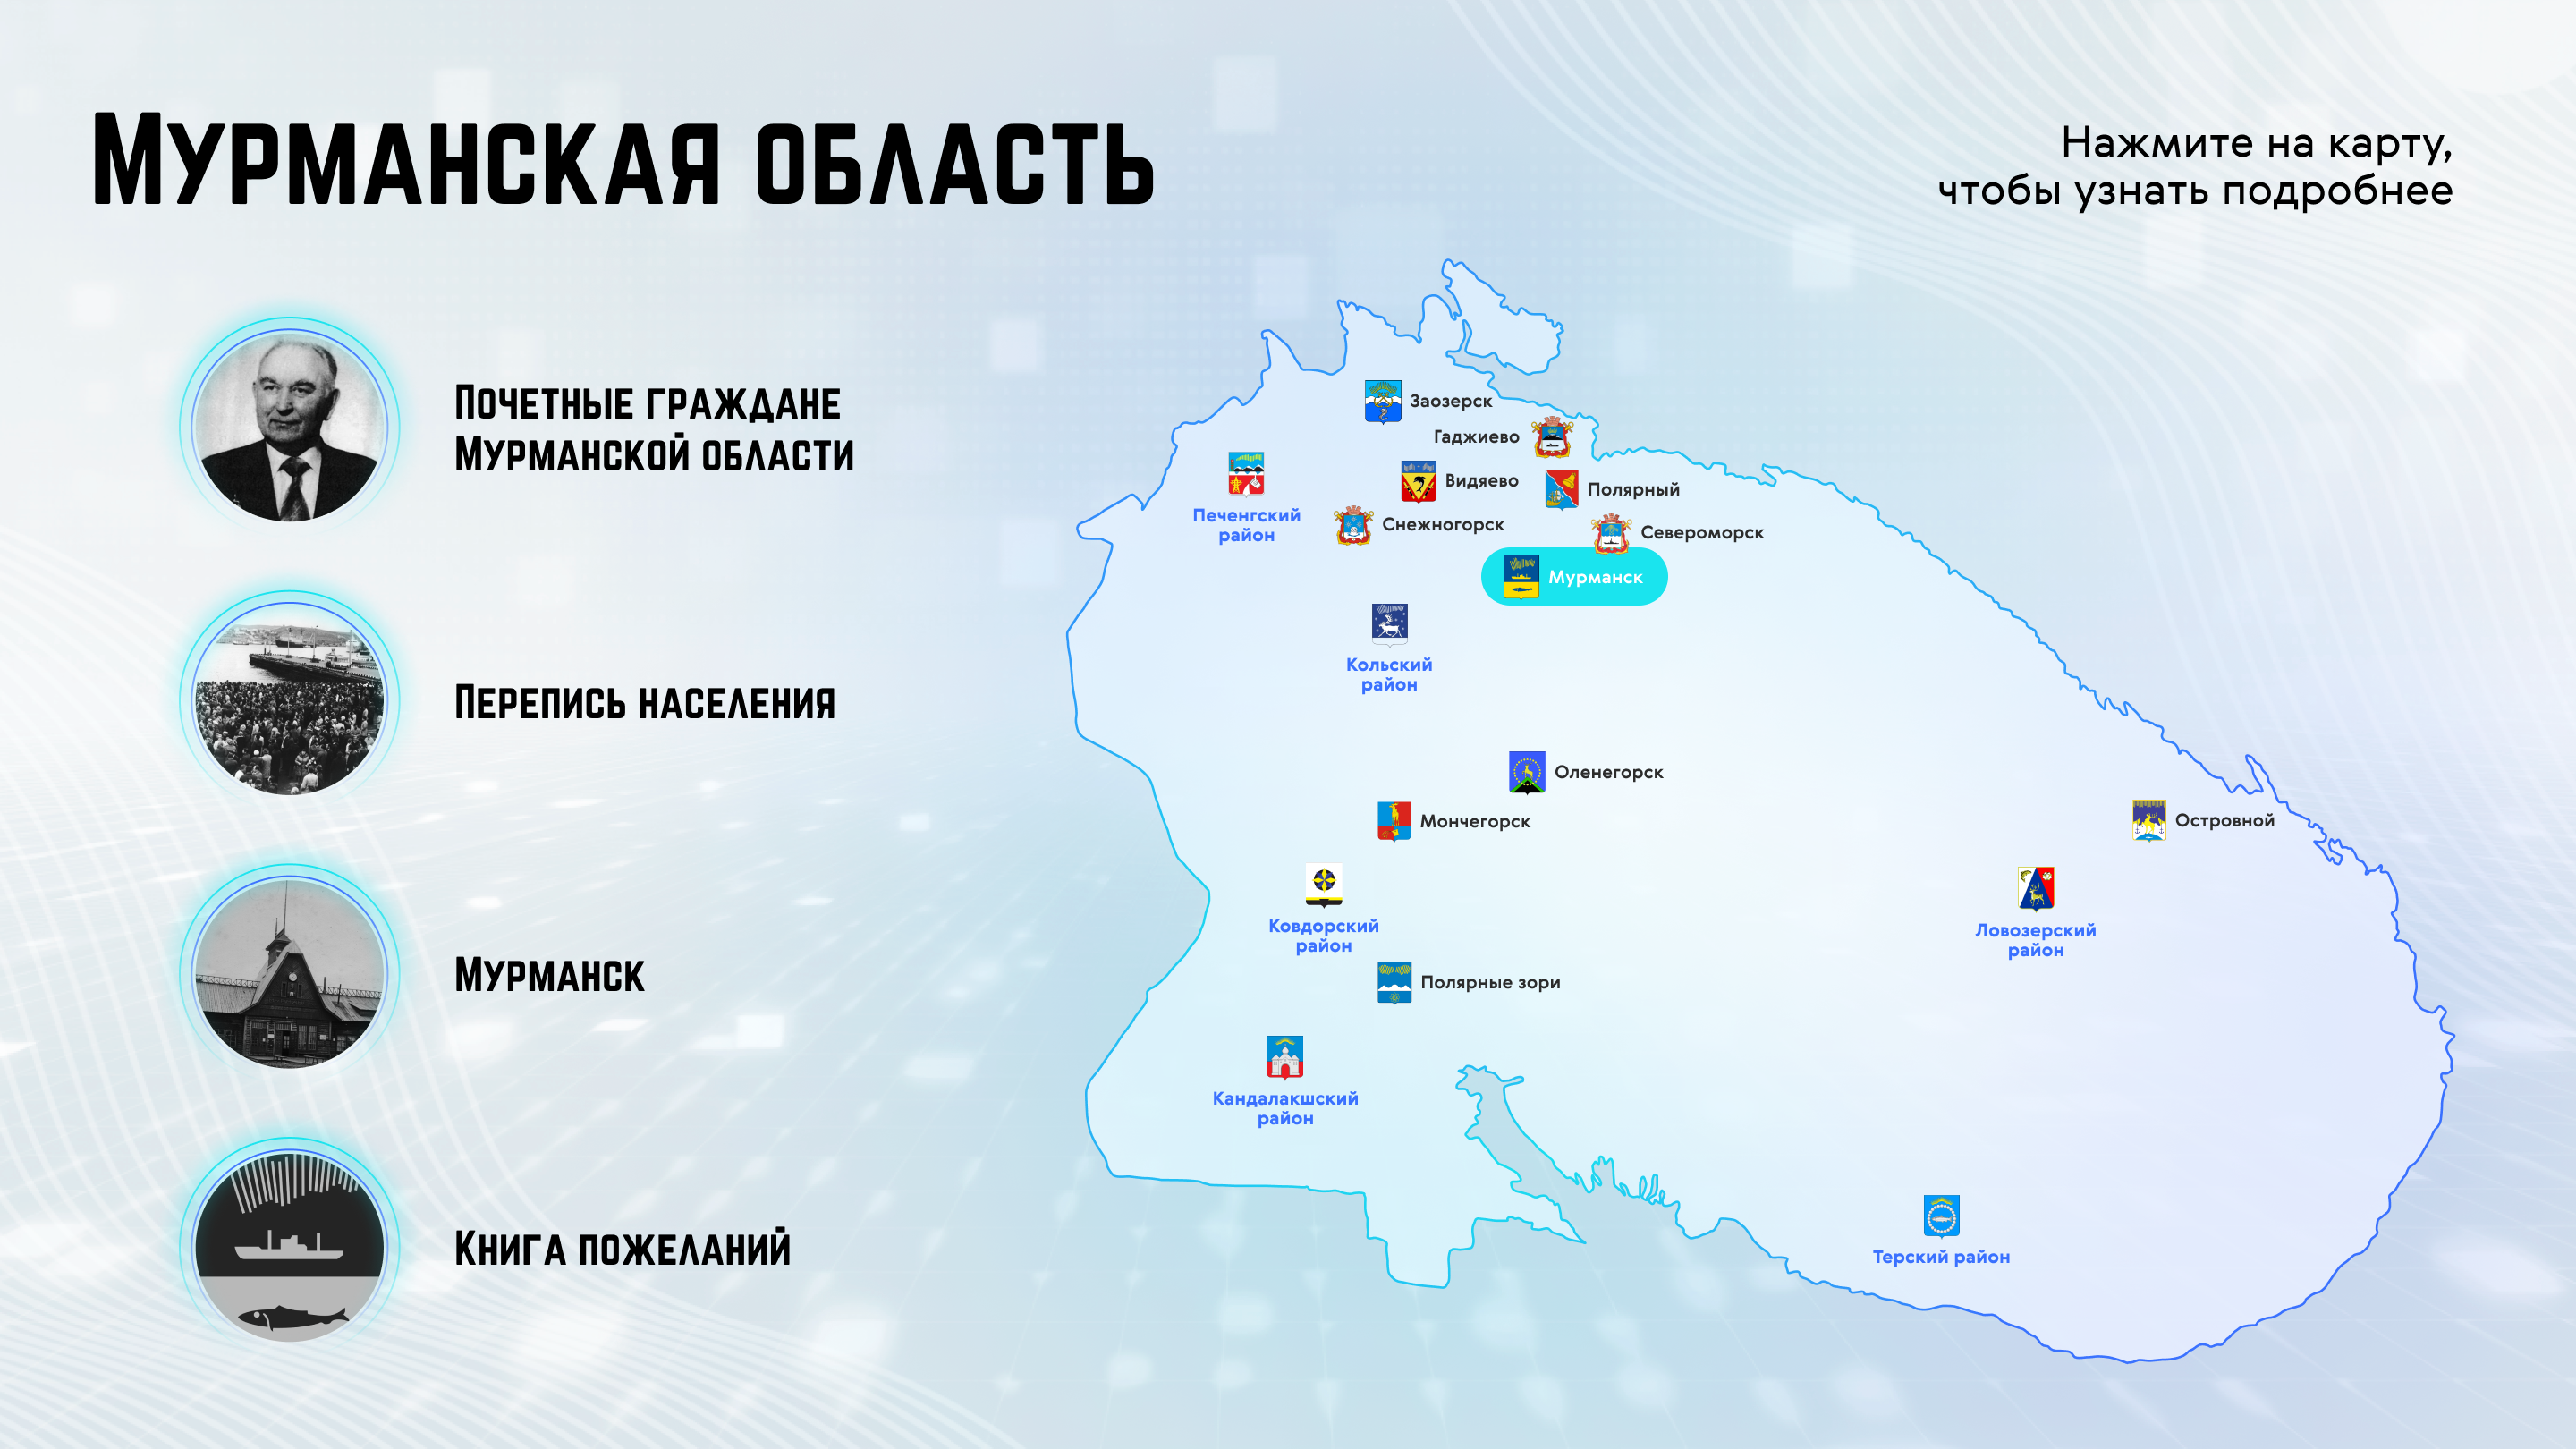 Мурманская область
Нажмите на карту,
чтобы узнать подробнее
Почетные граждане
Мурманской области
Перепись населения
Мурманск
Книга пожеланий
Заозерск
Гаджиево
Видяево
Полярный
Печенгский
район
Снежногорск
Североморск
Мурманск
Кольский
район
Оленегорск
Мончегорск
Островной
Ковдорский
район
Ловозерский
район
Полярные зори
Кандалакшский
район
Терский район